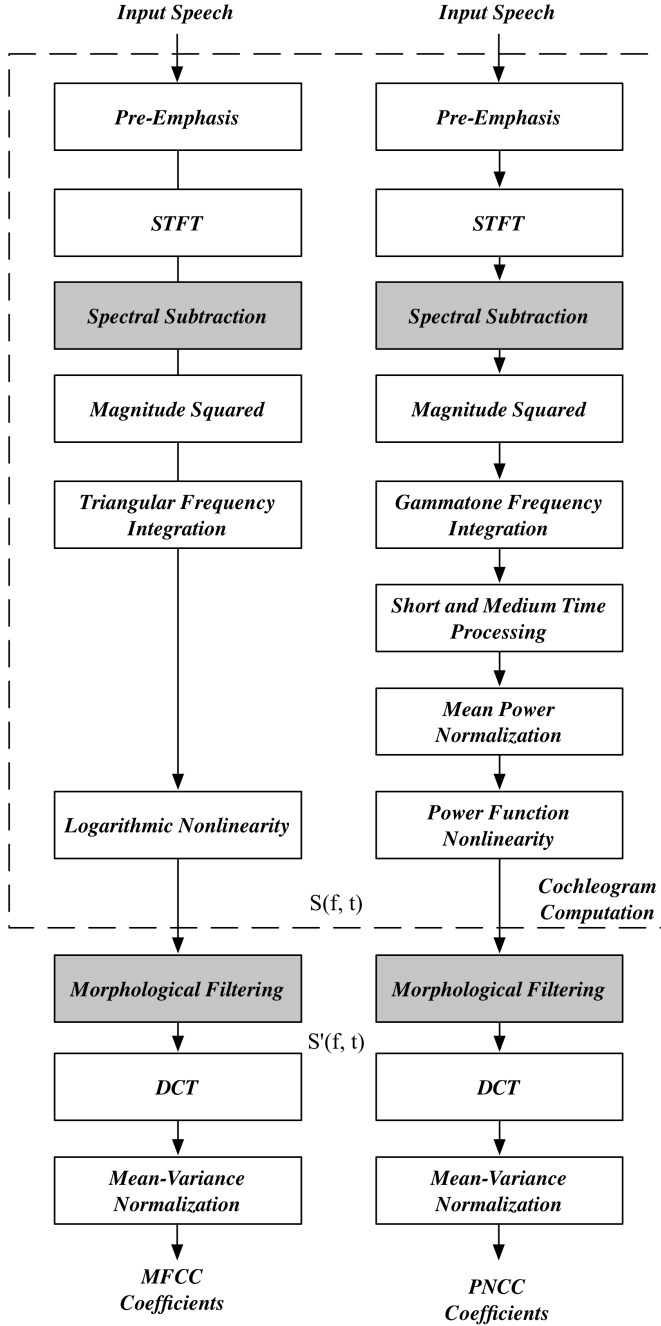 Input Speech
Pre-Emphasis
STFT
Spectral Subtraction
Magnitude Squared
Triangular Frequency
Integration
Logarithmic Nonlinearity
Input Speech
Pre-Emphasis
STFT
Spectral Subtraction
Magnitude Squared
Gammatone Frequency
Integration
Short and Medium Time
Processing
Mean Power
Normalization
Power Function
Nonlinearity
S(f, t)
Cochleogram
Computation
Morphological Filtering
DCT
Mean-Variance
Normalization
MFCC
Coefficients
S'(f, t)
Morphological Filtering
DCT
Mean-Variance
Normalization
PNCC
Coefficients